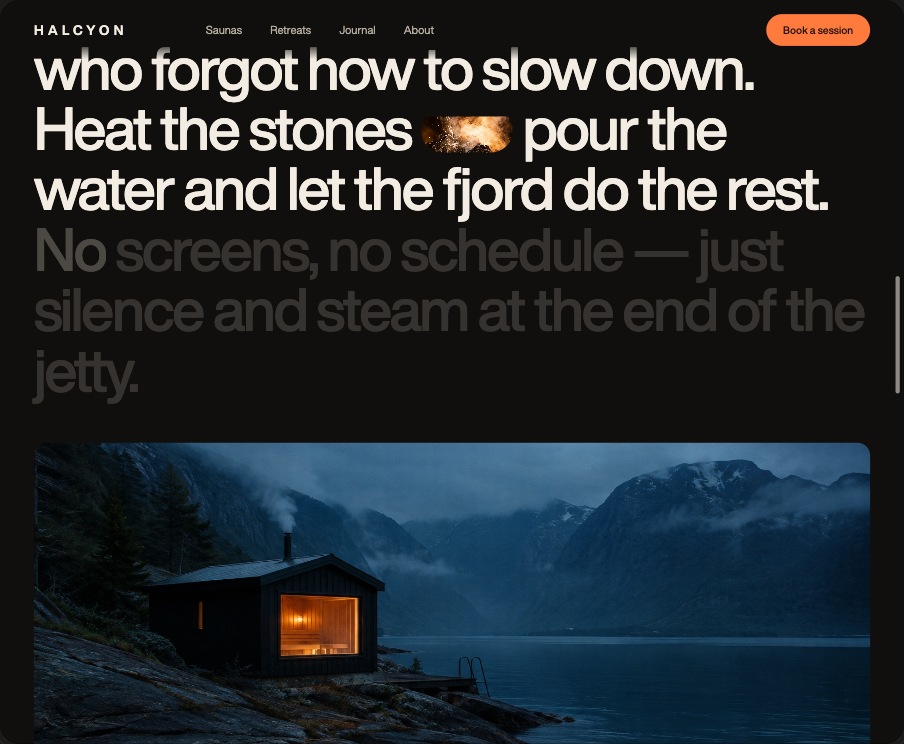 HALCYON
Saunas
Retreats
Journal
About
Book a session
who forgot how to slow down.
Heat the stones pour the
water and let the fjord do the rest.
No screens, no schedule — just
silence and steam at the end of the
jetty.